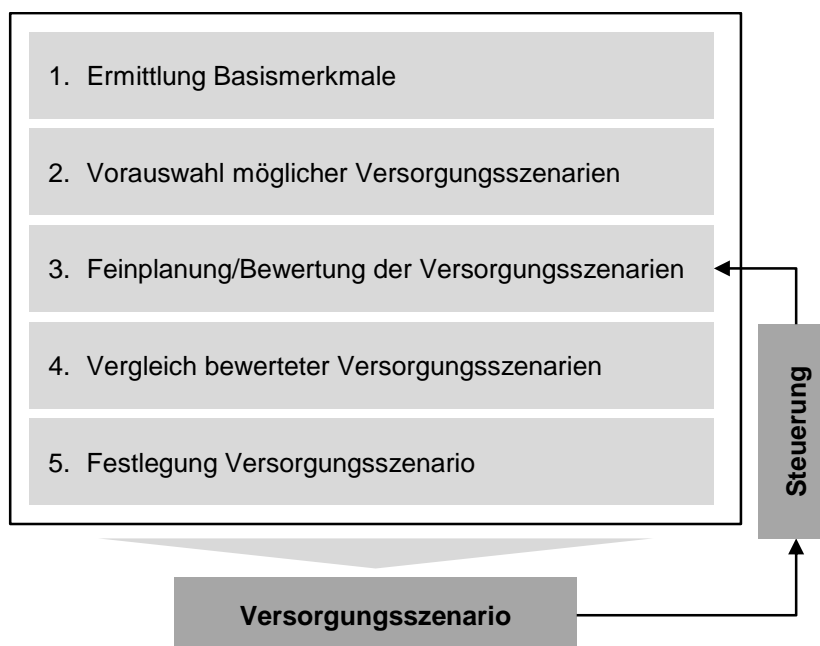 1. Ermittlung Basismerkmale
2. Vorauswahl möglicher Versorgungsszenarien
3. Feinplanung/Bewertung der Versorgungsszenarien
4. Vergleich bewerteter Versorgungsszenarien
5. Festlegung Versorgungsszenario
Steuerung
Versorgungsszenario